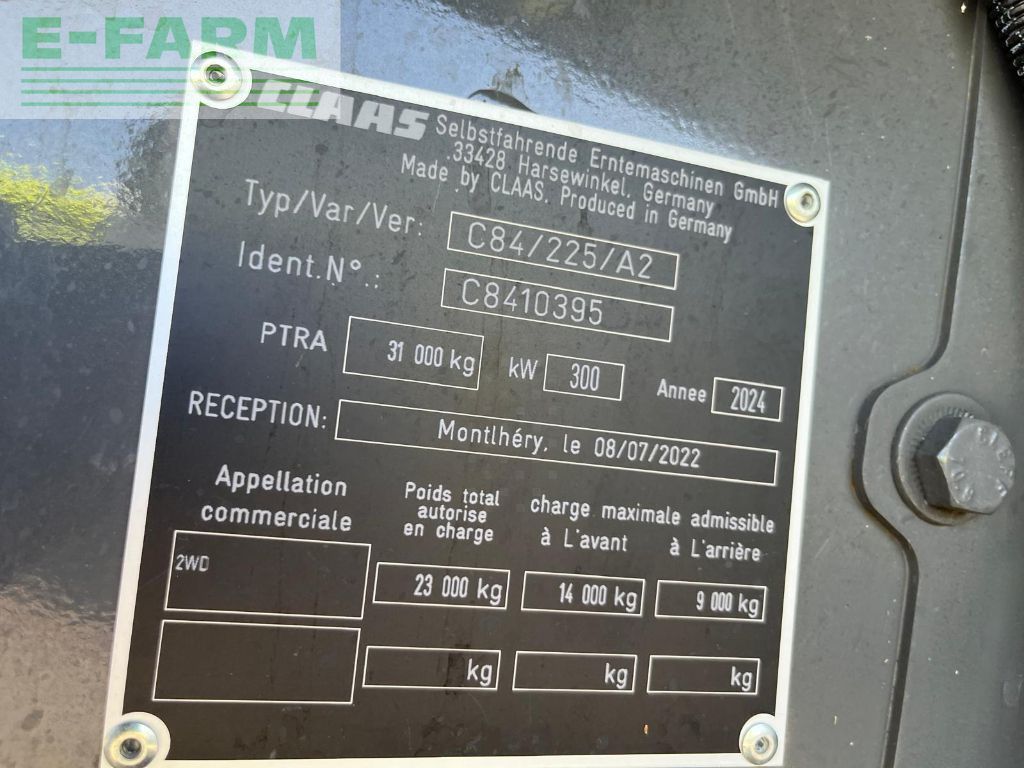 E-FARM
CLAAS
Selbstfahrende Erntemaschinen GmbH
33428 Harsewinkel, Germany
Made by CLAAS, Produced in Germany
Typ/Var/Ver: C84/225/A2
Ident.N°.: C8410395
PTRA 31 000 kg kW 300 Annee 2024
RECEPTION: Montlhéry, le 08/07/2022
Appellation commerciale
Poids total autorise en charge
charge maximale admissible
à L'avant à L'arrière
2WD 23 000 kg 14 000 kg 9 000 kg
kg kg kg